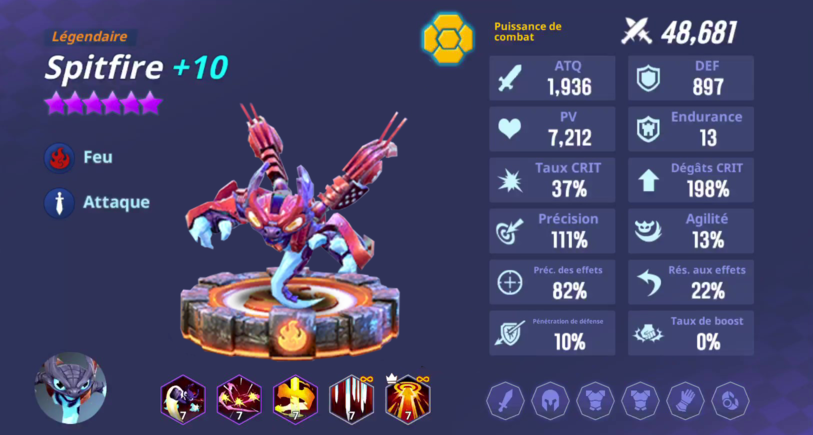 Légendaire
Spitfire +10
Feu
Attaque
7
7
7
7
7
Puissance de
combat
48,681
ATQ
1,936
DEF
897
PV
7,212
Endurance
13
Taux CRIT
37%
Dégâts CRIT
198%
Précision
111%
Agilité
13%
Préc. des effets
82%
Rés. aux effets
22%
Pénétration de défense
10%
Taux de boost
0%